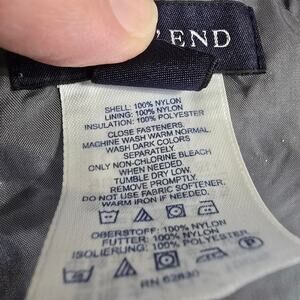 ' END
SHELL: 100% NYLON
LINING: 100% NYLON
INSULATION: 100% POLYESTER
CLOSE FASTENERS.
MACHINE WASH WARM NORMAL
WASH DARK COLORS
SEPARATELY.
ONLY NON-CHLORINE BLEACH
WHEN NEEDED.
TUMBLE DRY LOW.
REMOVE PROMPTLY.
DO NOT USE FABRIC SOFTENER.
WARM IRON IF NEEDED.
OBERSTOFF: 100% NYLON
FUTTER: 100% NYLON
ISOLIERUNG: 100% POLYESTER
RN 62830